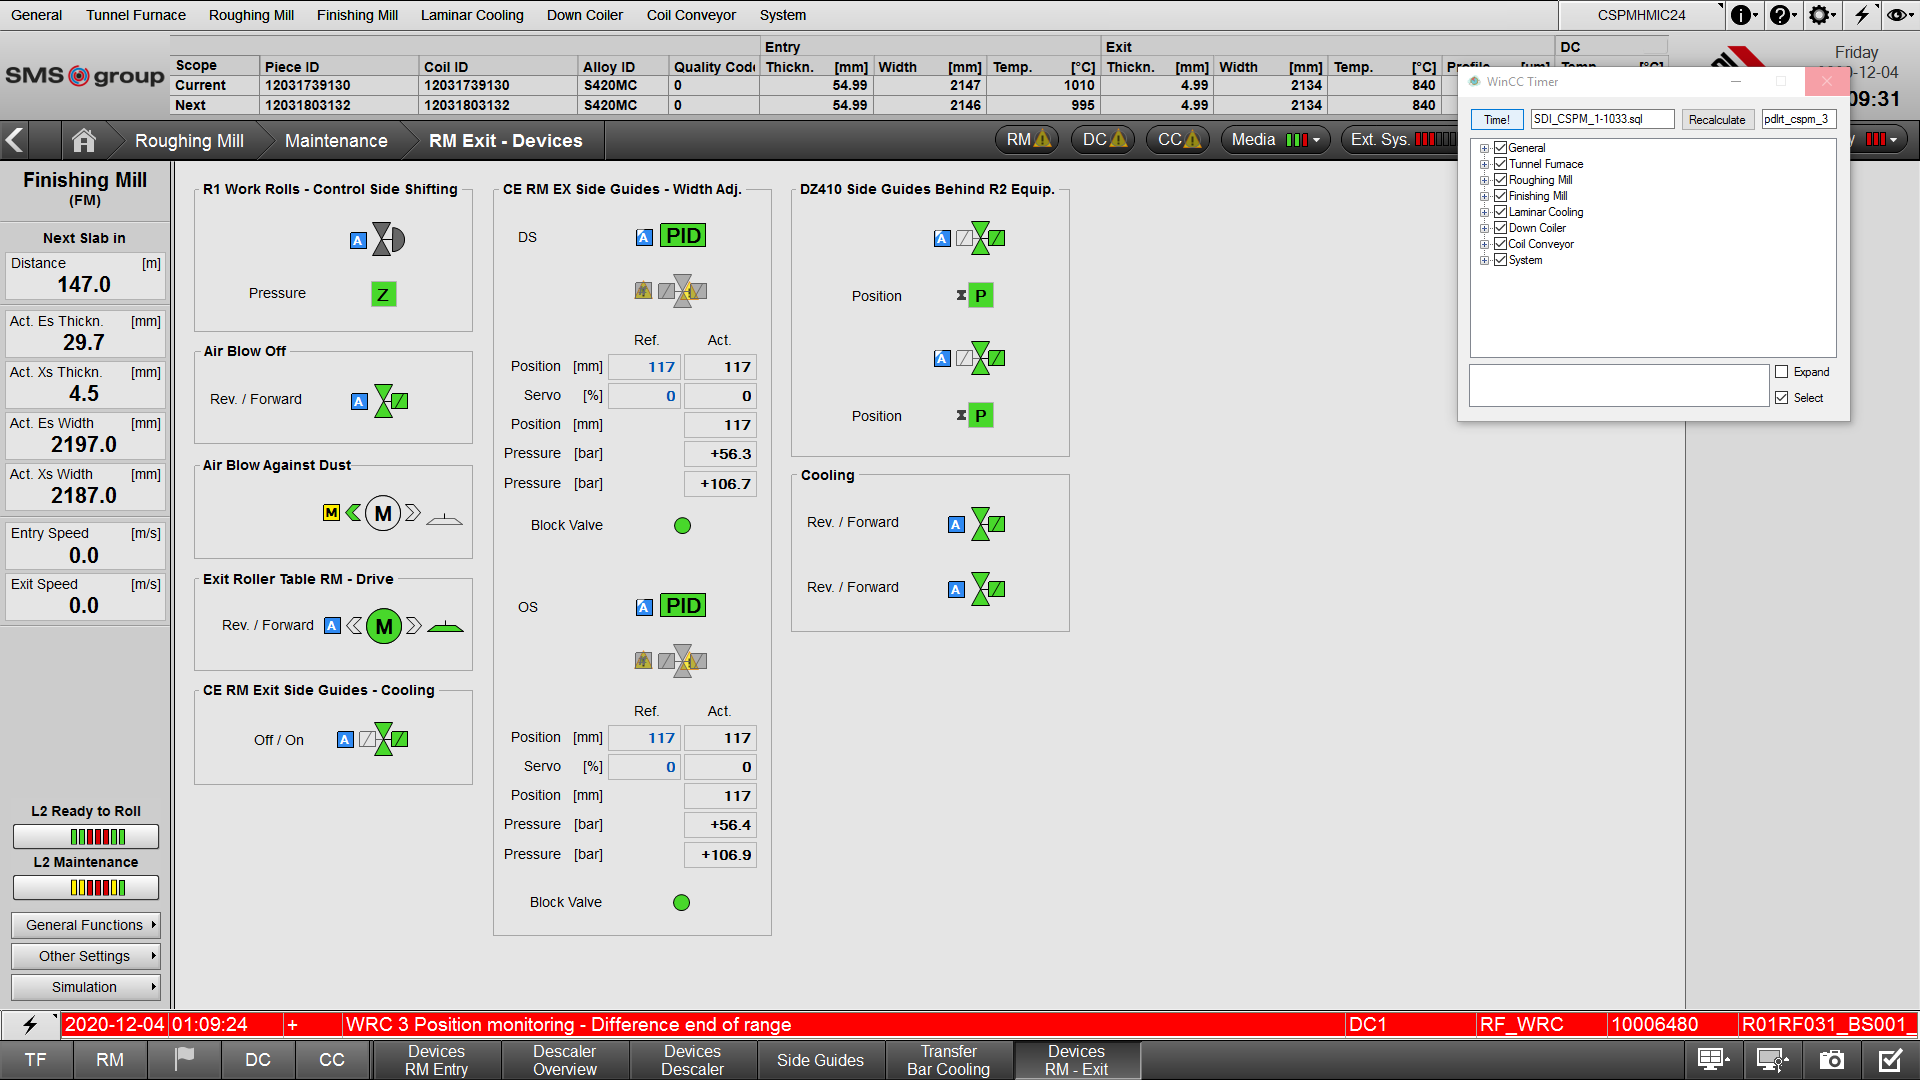 General Tunnel Furnace Roughing Mill Finishing Mill Laminar Cooling Down Coiler Coil Conveyor System CSPMHMIC24
SMS group
Entry Exit DC
Scope Piece ID Coil ID Alloy ID Quality Code Thickn. [mm] Width [mm] Temp. [°C] Thickn. [mm] Width [mm] Temp. [°C]
Current 12031739130 12031739130 S420MC 0 54.99 2147 1010 4.99 2134 840
Next 12031803132 12031803132 S420MC 0 54.99 2146 995 4.99 2134 840
Friday
-12-04
09:31
Roughing Mill Maintenance RM Exit - Devices RM DC CC Media Ext. Sys.
WinCC Timer
Time! SDI_CSPM_1-1033.sql Recalculate pdlrt_cspm_3
General
Tunnel Furnace
Roughing Mill
Finishing Mill
Laminar Cooling
Down Coiler
Coil Conveyor
System
Expand
Select
Finishing Mill
(FM)
Next Slab in
Distance [m]
147.0
Act. Es Thickn. [mm]
29.7
Act. Xs Thickn. [mm]
4.5
Act. Es Width [mm]
2197.0
Act. Xs Width [mm]
2187.0
Entry Speed [m/s]
0.0
Exit Speed [m/s]
0.0
L2 Ready to Roll
L2 Maintenance
General Functions
Other Settings
Simulation
R1 Work Rolls - Control Side Shifting
A
Pressure Z
Air Blow Off
Rev. / Forward A
Air Blow Against Dust
M M
Exit Roller Table RM - Drive
Rev. / Forward A M
CE RM Exit Side Guides - Cooling
Off / On A
CE RM EX Side Guides - Width Adj.
DS A PID
Ref. Act.
Position [mm] 117 117
Servo [%] 0 0
Position [mm] 117
Pressure [bar] +56.3
Pressure [bar] +106.7
Block Valve
OS A PID
Ref. Act.
Position [mm] 117 117
Servo [%] 0 0
Position [mm] 117
Pressure [bar] +56.4
Pressure [bar] +106.9
Block Valve
DZ410 Side Guides Behind R2 Equip.
A
Position P
A
Position P
Cooling
Rev. / Forward A
Rev. / Forward A
2020-12-04 01:09:24 + WRC 3 Position monitoring - Difference end of range DC1 RF_WRC 10006480 R01RF031_BS001_
TF RM DC CC
Devices
RM Entry
Descaler
Overview
Devices
Descaler
Side Guides
Transfer
Bar Cooling
Devices
RM - Exit